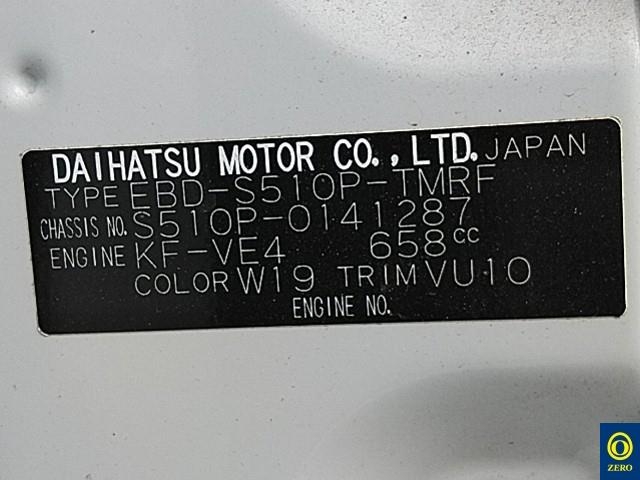 DAIHATSU MOTOR CO., LTD. JAPAN
TYPE EBD-S510P-TMRF
CHASSIS NO. S510P-0141287
ENGINE KF-VE4 658cc
COLOR W19 TRIM VU10
ENGINE NO.
ZERO